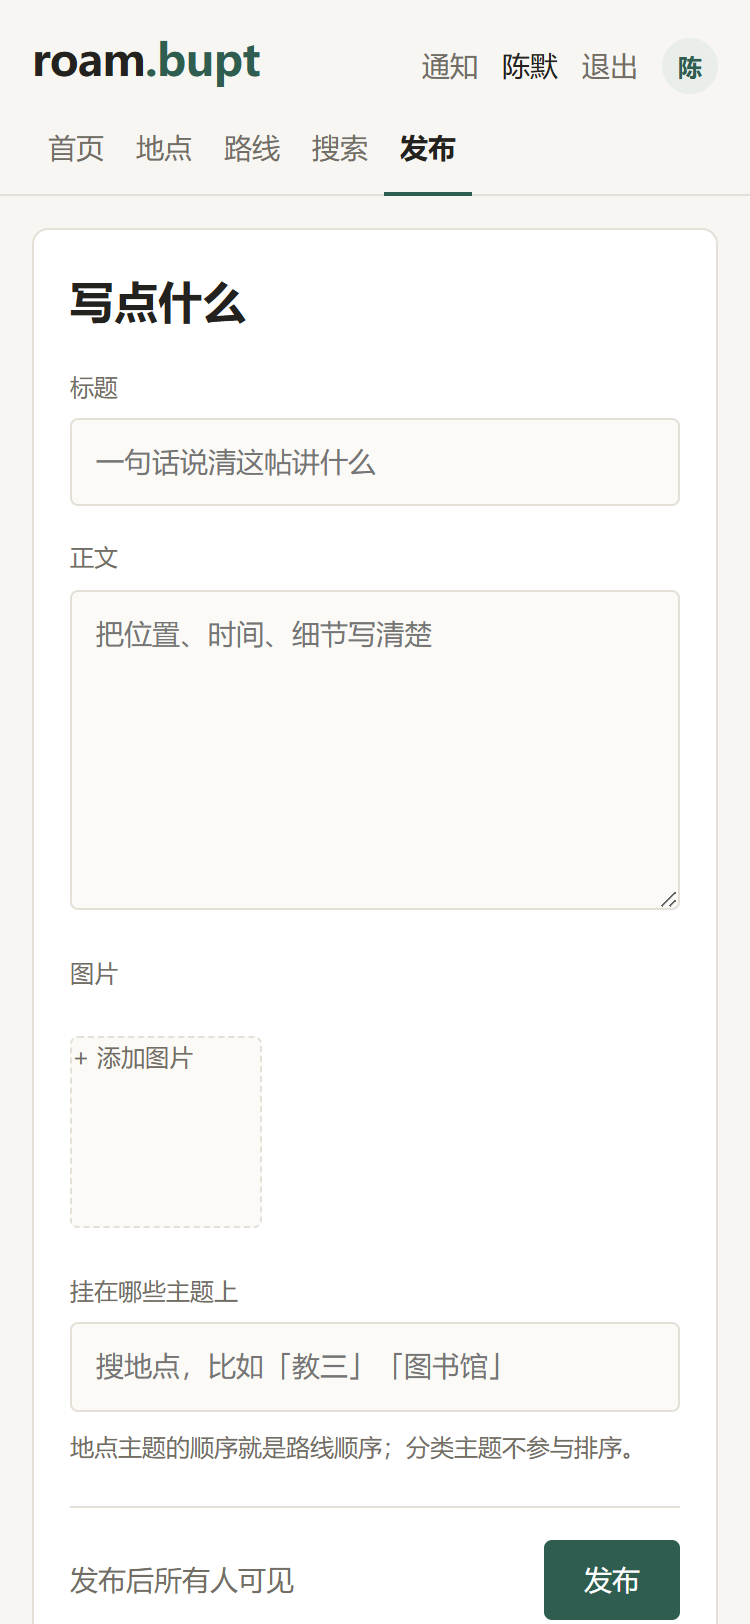 roam.bupt
通知 陈默 退出 陈
首页 地点 路线 搜索 发布
写点什么
标题
一句话说清这帖讲什么
正文
把位置、时间、细节写清楚
图片
+ 添加图片
挂在哪些主题上
搜地点，比如「教三」「图书馆」
地点主题的顺序就是路线顺序；分类主题不参与排序。
发布后所有人可见 发布